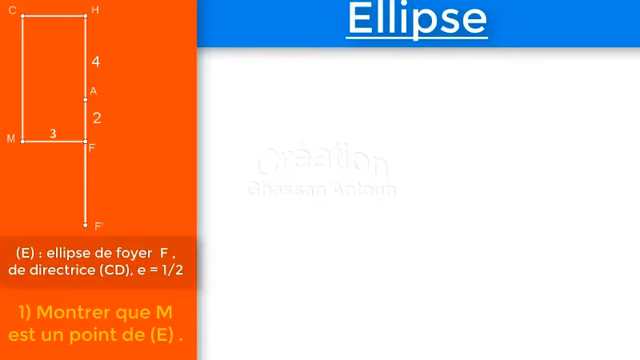 Ellipse
C H
4
A
2
M 3 F
F'
Création
Ghassan Antoun
(E) : ellipse de foyer F ,
de directrice (CD), e = 1/2
1) Montrer que M
est un point de (E) .